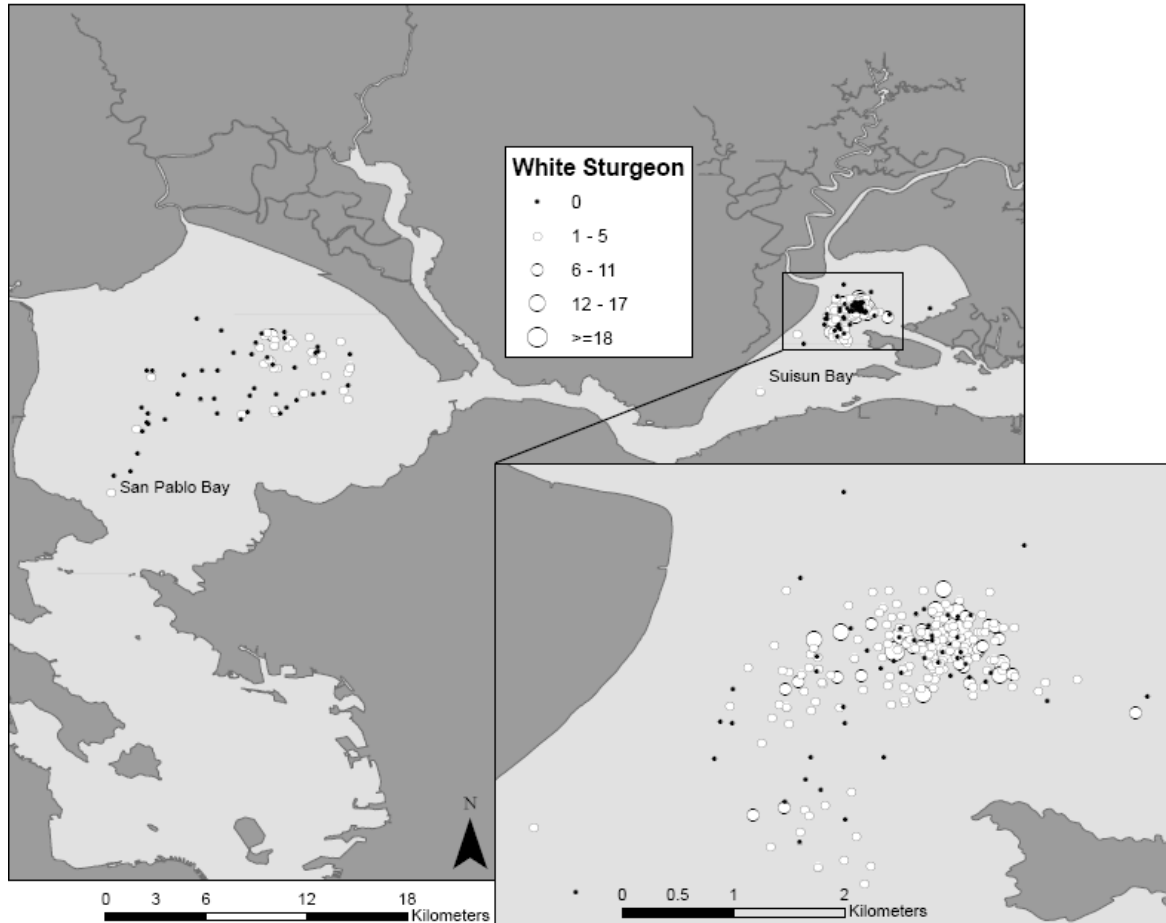 White Sturgeon
0
1 - 5
6 - 11
12 - 17
>=18
Suisun Bay
San Pablo Bay
N
0 3 6 12 18
Kilometers
0 0.5 1 2
Kilometers